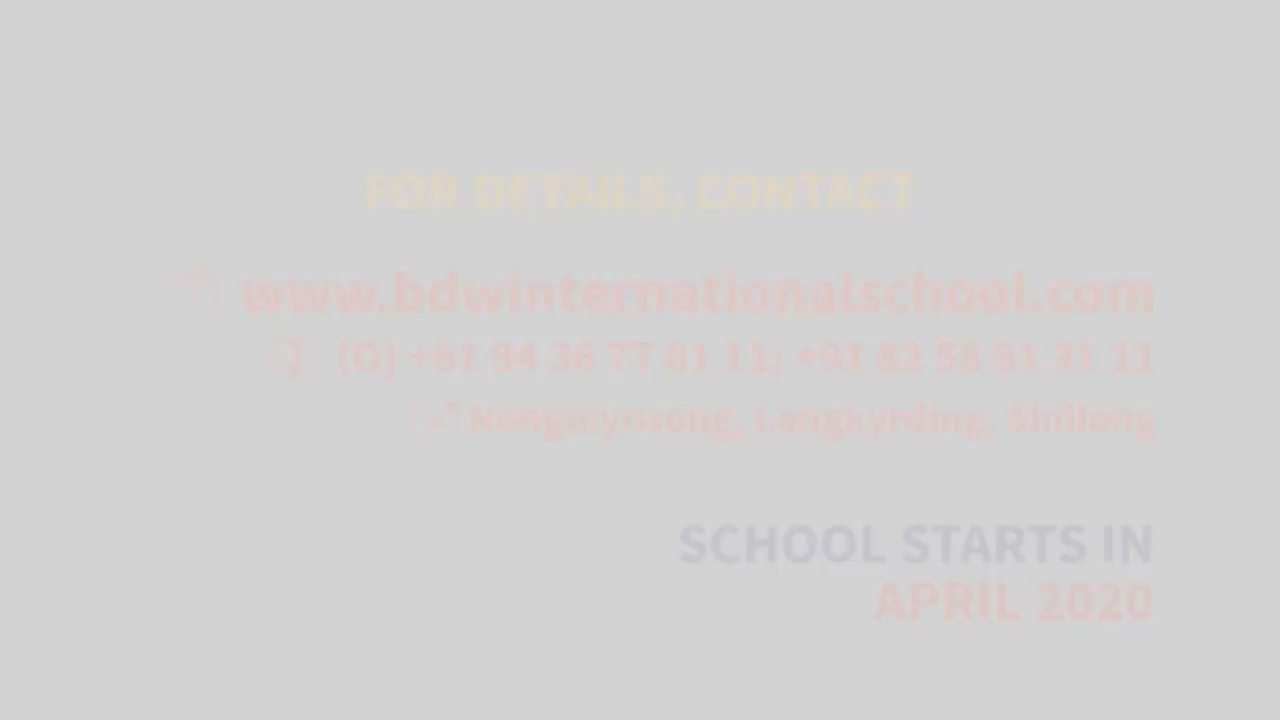 FOR DETAILS, CONTACT
www.bdwinternationalschool.com
(O) +91 94 36 77 81 11; +91 82 58 91 31 11
Nongmynsong, Langkyrding, Shillong
SCHOOL STARTS IN
APRIL 2020